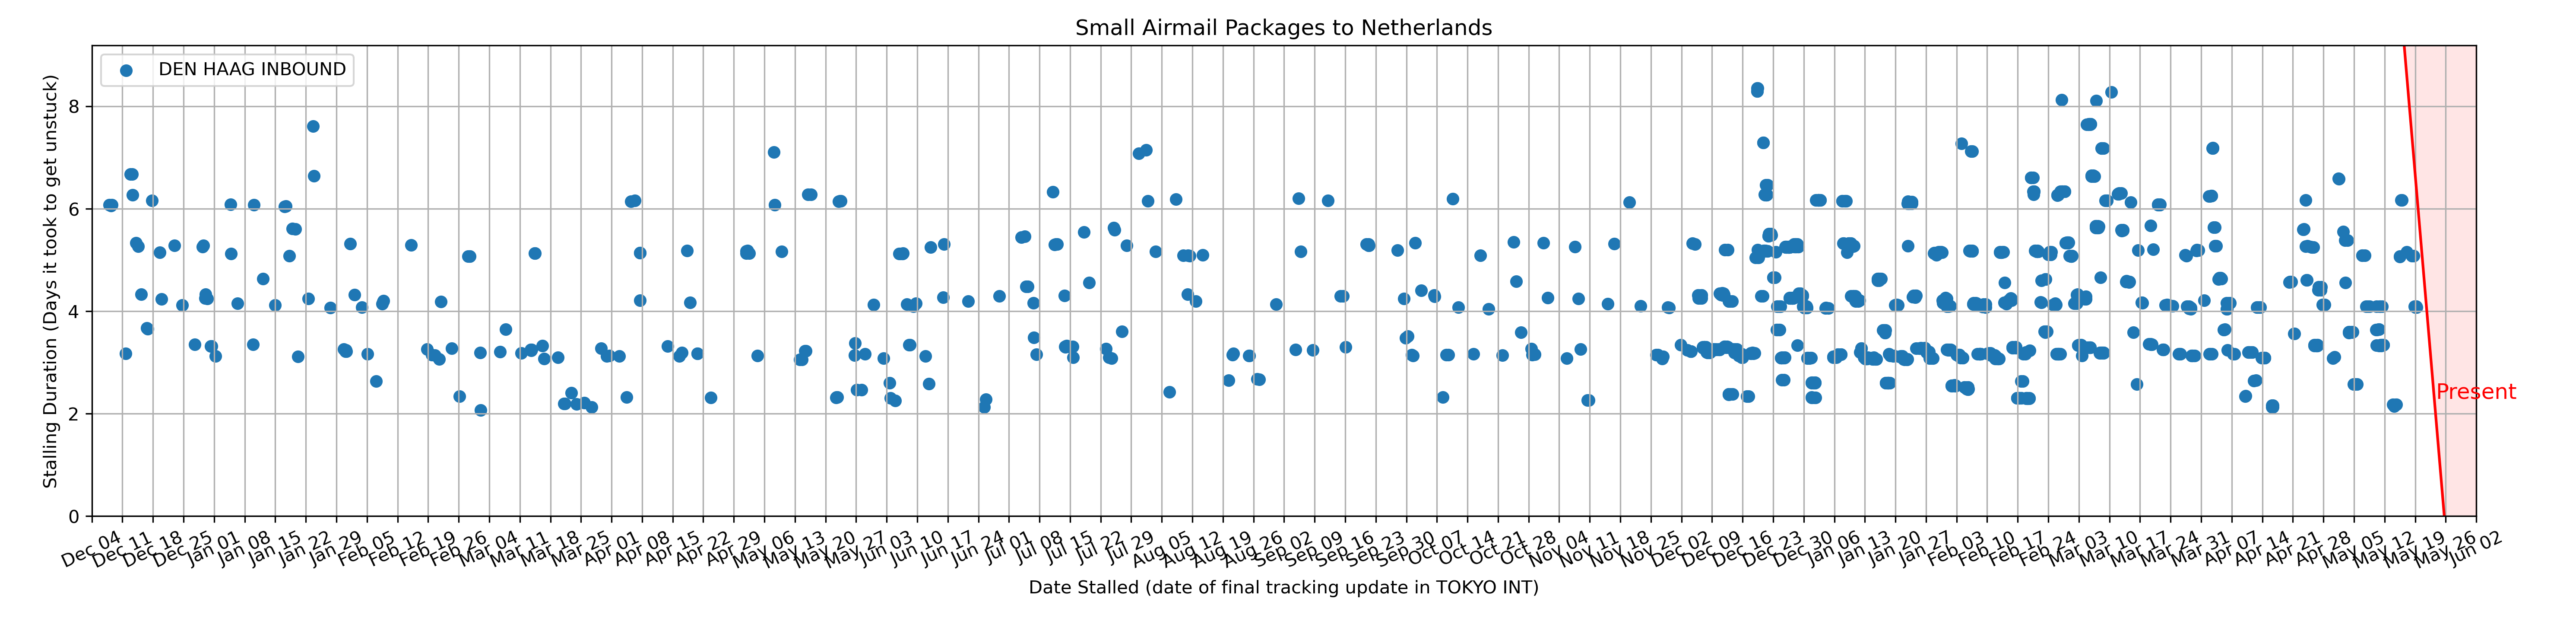 Small Airmail Packages to Netherlands
DEN HAAG INBOUND
Stalling Duration (Days it took to get unstuck)
8
6
4
2
0
Present
Dec 04
Dec 11
Dec 18
Dec 25
Jan 01
Jan 08
Jan 15
Jan 22
Jan 29
Feb 05
Feb 12
Feb 19
Feb 26
Mar 04
Mar 11
Mar 18
Mar 25
Apr 01
Apr 08
Apr 15
Apr 22
Apr 29
May 06
May 13
May 20
May 27
Jun 03
Jun 10
Jun 17
Jun 24
Jul 01
Jul 08
Jul 15
Jul 22
Jul 29
Aug 05
Aug 12
Aug 19
Aug 26
Sep 02
Sep 09
Sep 16
Sep 23
Sep 30
Oct 07
Oct 14
Oct 21
Oct 28
Nov 04
Nov 11
Nov 18
Nov 25
Dec 02
Dec 09
Dec 16
Dec 23
Dec 30
Jan 06
Jan 13
Jan 20
Jan 27
Feb 03
Feb 10
Feb 17
Feb 24
Mar 03
Mar 10
Mar 17
Mar 24
Mar 31
Apr 07
Apr 14
Apr 21
Apr 28
May 05
May 12
May 19
May 26
Jun 02
Date Stalled (date of final tracking update in TOKYO INT)